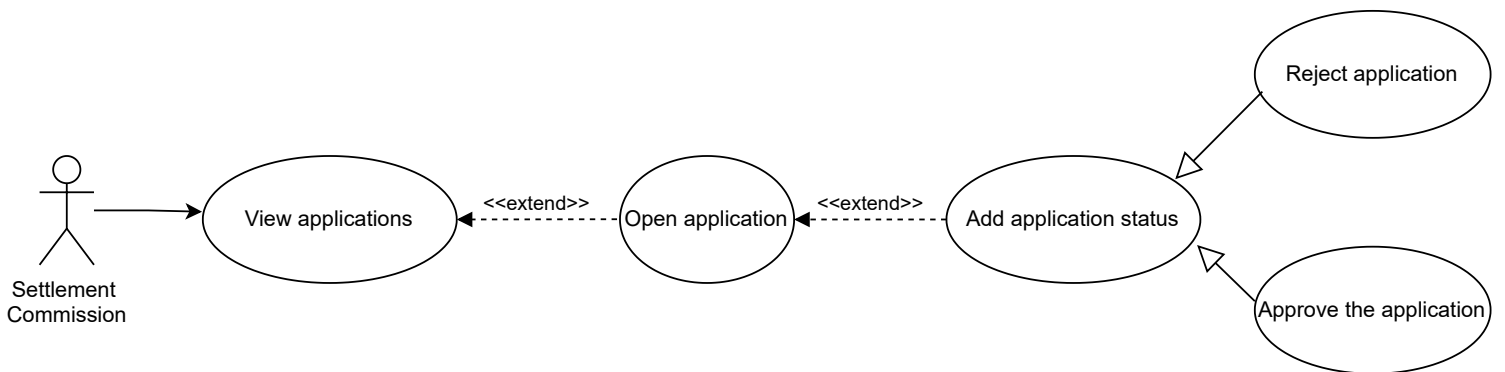 Reject application
<<extend>>
<<extend>>
View applications
Open application
Add application status
Settlement
Commission
Approve the application